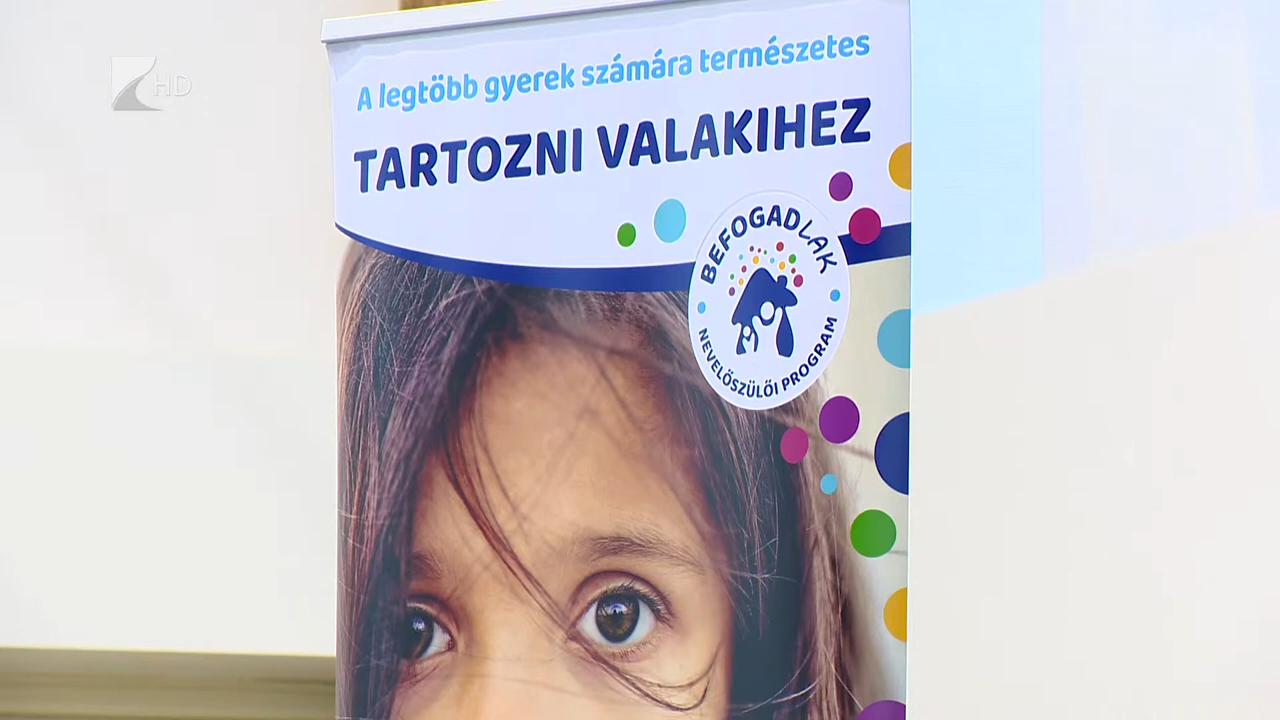 HD
A legtöbb gyerek számára természetes
TARTOZNI VALAKIHEZ
BEFOGADLAK
NEVELŐSZÜLŐI PROGRAM